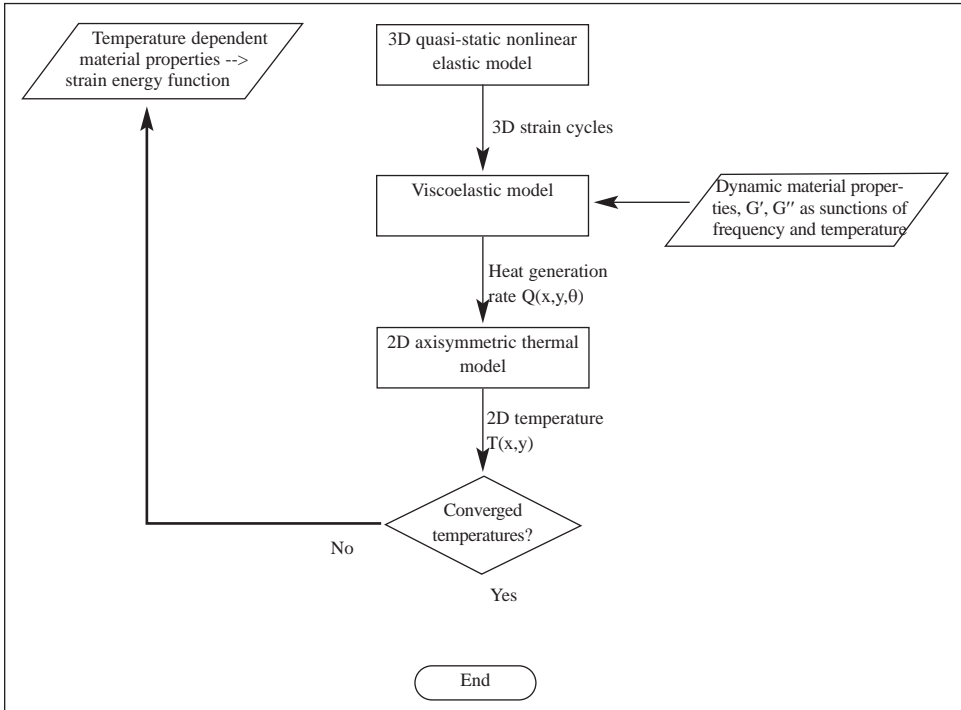 Temperature dependent
material properties -->
strain energy function
3D quasi-static nonlinear
elastic model
3D strain cycles
Viscoelastic model
Dynamic material proper-
ties, G′, G′′ as sunctions of
frequency and temperature
Heat generation
rate Q(x,y,θ)
2D axisymmetric thermal
model
2D temperature
T(x,y)
Converged
temperatures?
No
Yes
End